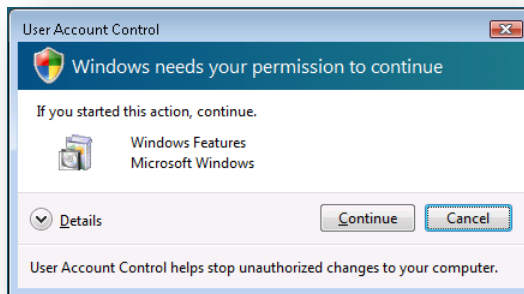 User Account Control
Windows needs your permission to continue
If you started this action, continue.
Windows Features
Microsoft Windows
Details
Continue
Cancel
User Account Control helps stop unauthorized changes to your computer.